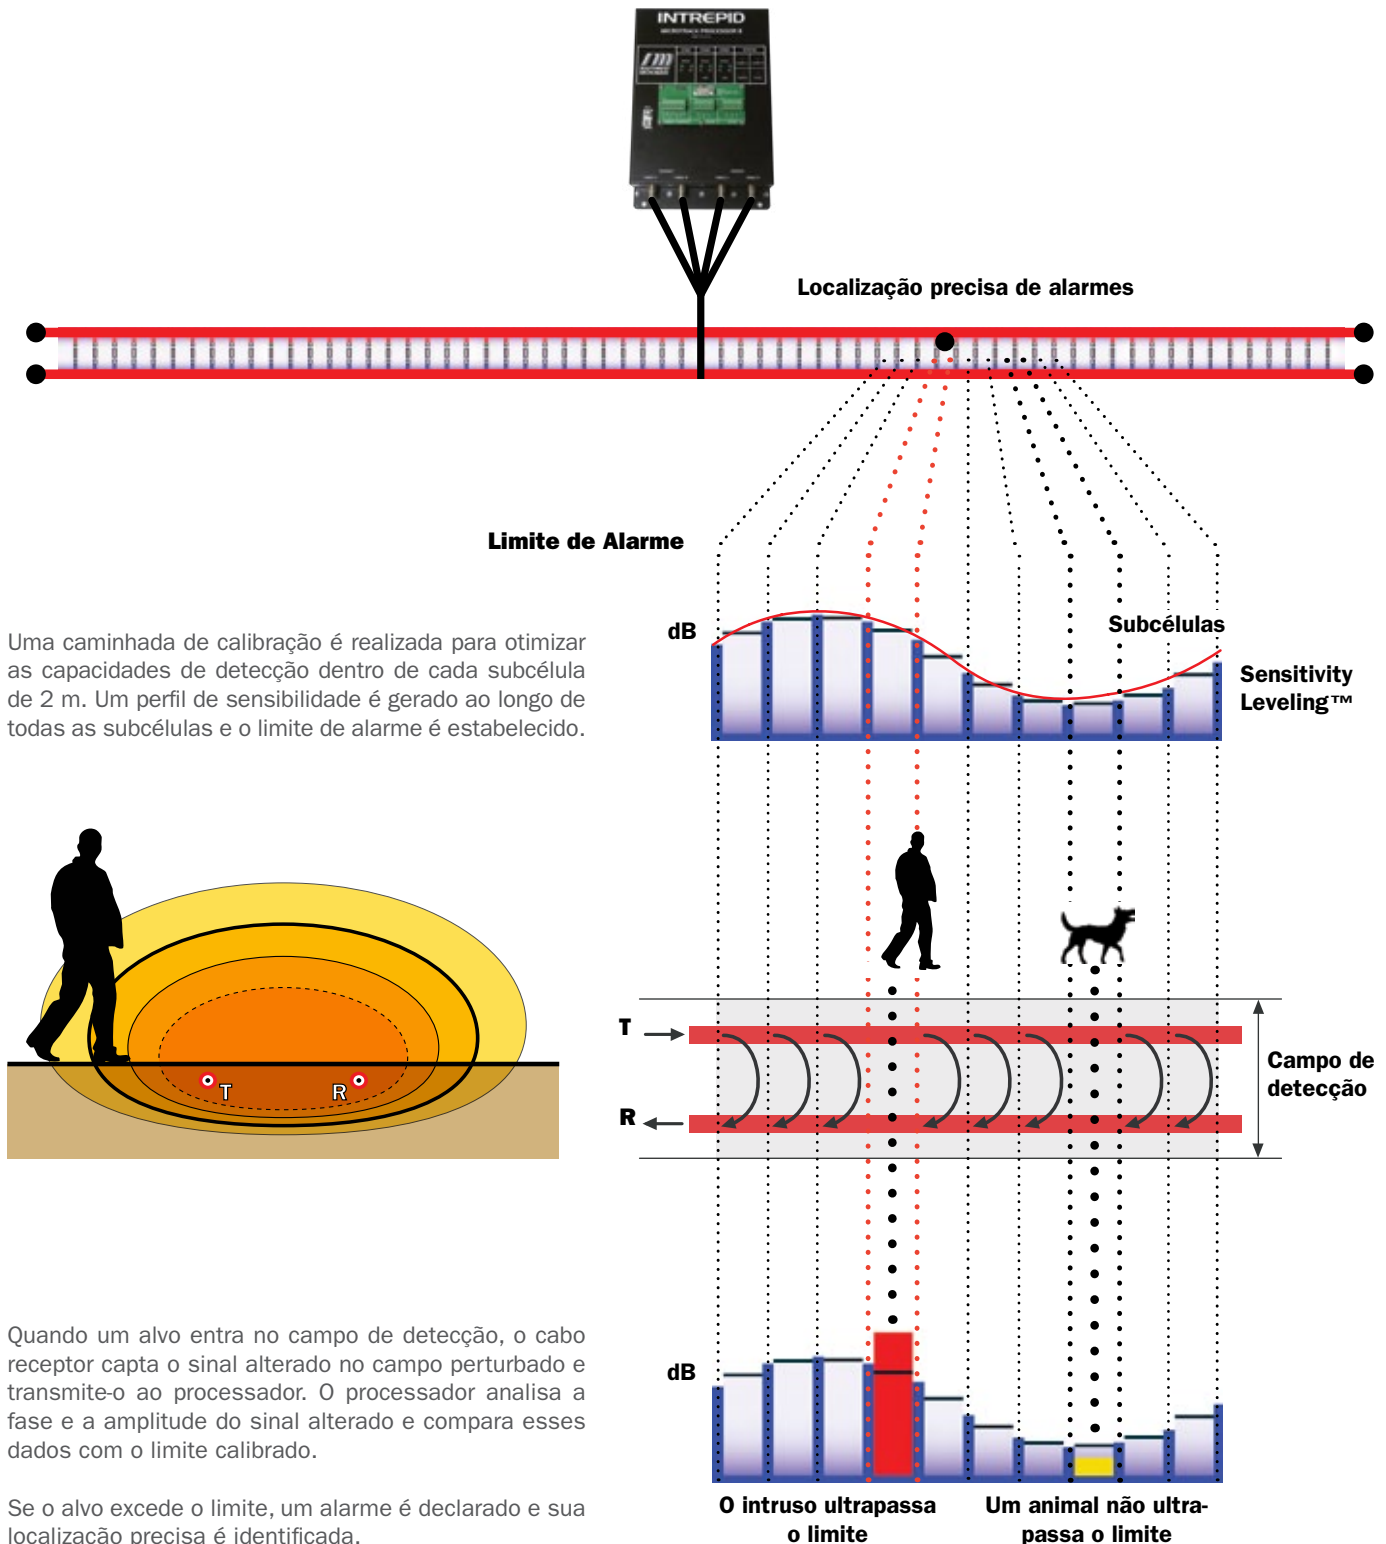 INTREPID
MICROTRACK PROCESSOR II
Localização precisa de alarmes
Limite de Alarme
dB
Subcélulas
Sensitivity
Leveling™
Uma caminhada de calibração é realizada para otimizar
as capacidades de detecção dentro de cada subcélula
de 2 m. Um perfil de sensibilidade é gerado ao longo de
todas as subcélulas e o limite de alarme é estabelecido.
T
R
T
R
Campo de
detecção
Quando um alvo entra no campo de detecção, o cabo
receptor capta o sinal alterado no campo perturbado e
transmite-o ao processador. O processador analisa a
fase e a amplitude do sinal alterado e compara esses
dados com o limite calibrado.
Se o alvo excede o limite, um alarme é declarado e sua
localização precisa é identificada.
dB
O intruso ultrapassa
o limite
Um animal não ultra-
passa o limite